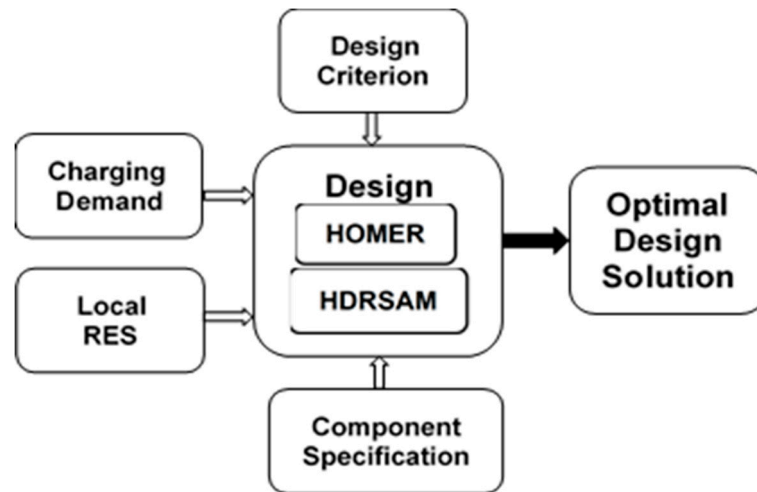 Design
Criterion
Charging
Demand
Local
RES
Design
HOMER
HDRSAM
Component
Specification
Optimal
Design
Solution